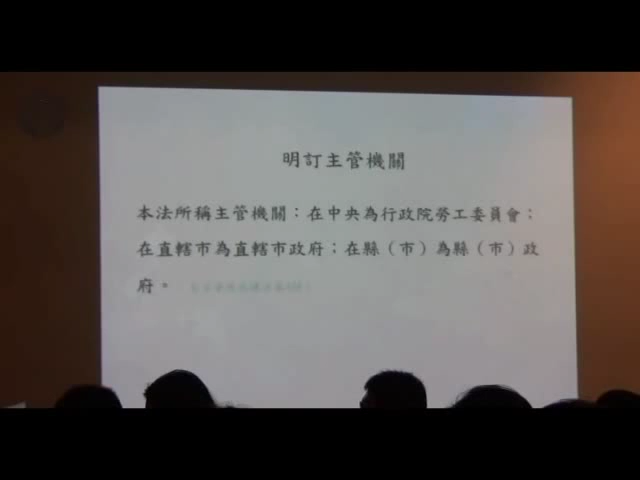 明訂主管機關
本法所稱主管機關：在中央為行政院勞工委員會；
在直轄市為直轄市政府；在縣（市）為縣（市）政
府。